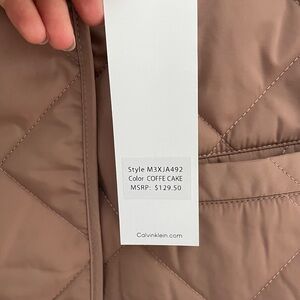 Style M3XJA492
Color COFFE CAKE
MSRP: $129.50
Calvinklein.com